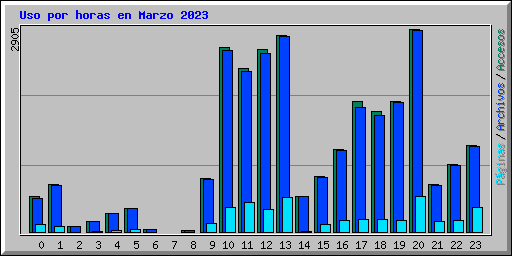 Uso por horas en Marzo 2023
2905
Páginas / Archivos / Accesos
0 1 2 3 4 5 6 7 8 9 10 11 12 13 14 15 16 17 18 19 20 21 22 23